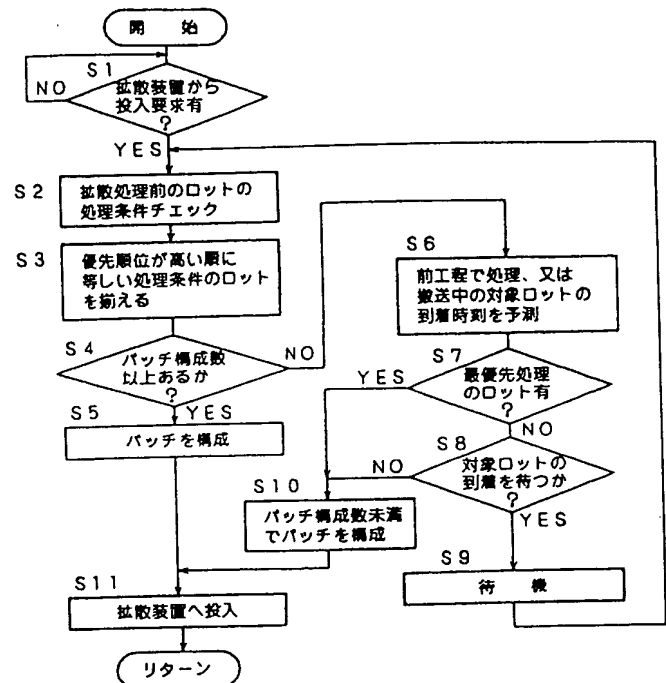 開 始
S1
NO
拡散装置から
投入要求有
?
YES
S2
拡散処理前のロットの
処理条件チェック
S3
優先順位が高い順に
等しい処理条件のロット
を揃える
S4
バッチ構成数
以上あるか
?
NO
YES
S5
バッチを構成
S6
前工程で処理、又は
搬送中の対象ロットの
到着時刻を予測
S7
YES
最優先処理
のロット有
?
NO
S8
NO
対象ロットの
到着を待つか
?
YES
S10
バッチ構成数未満
でバッチを構成
S9
待 機
S11
拡散装置へ投入
リターン